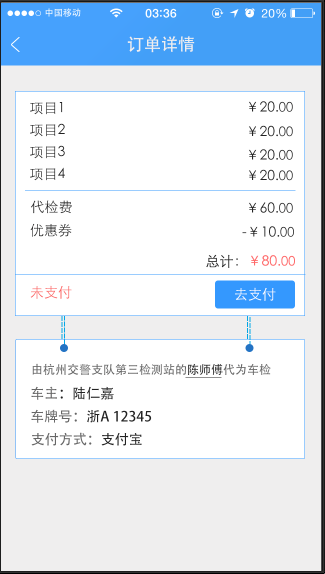 中国移动 03:36 20%
订单详情
项目1 ￥20.00
项目2 ￥20.00
项目3 ￥20.00
项目4 ￥20.00
代检费 ￥60.00
优惠券 -￥10.00
总计：￥80.00
未支付 去支付
由杭州交警支队第三检测站的陈师傅代为车检
车主：陆仁嘉
车牌号：浙A 12345
支付方式：支付宝